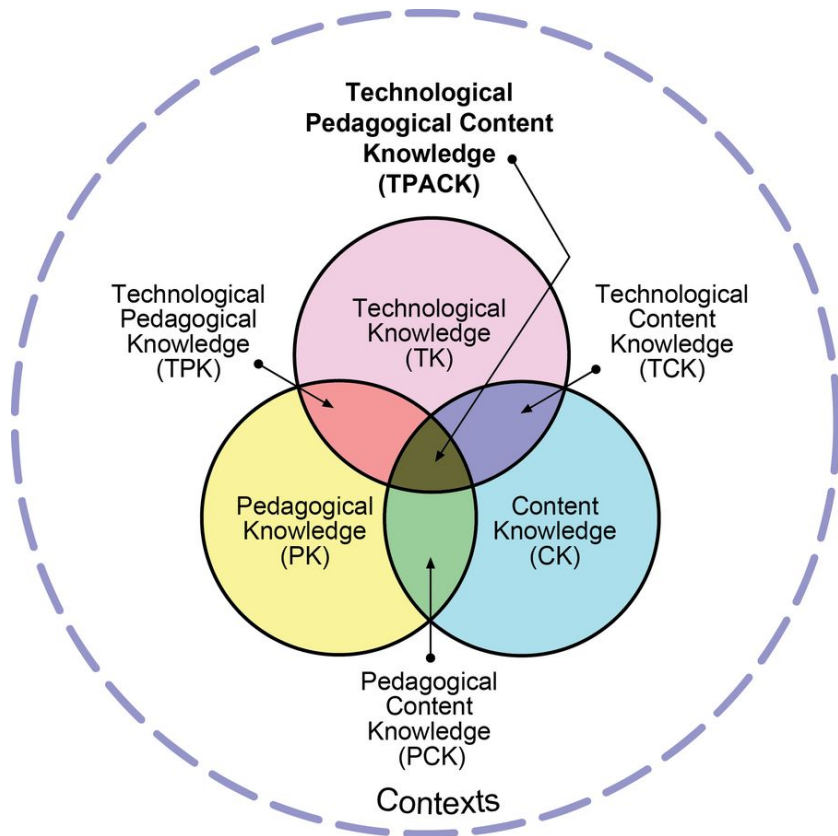 Technological
Pedagogical Content
Knowledge
(TPACK)
Technological
Pedagogical
Knowledge
(TPK)
Technological
Knowledge
(TK)
Technological
Content
Knowledge
(TCK)
Pedagogical
Knowledge
(PK)
Content
Knowledge
(CK)
Pedagogical
Content
Knowledge
(PCK)
Contexts